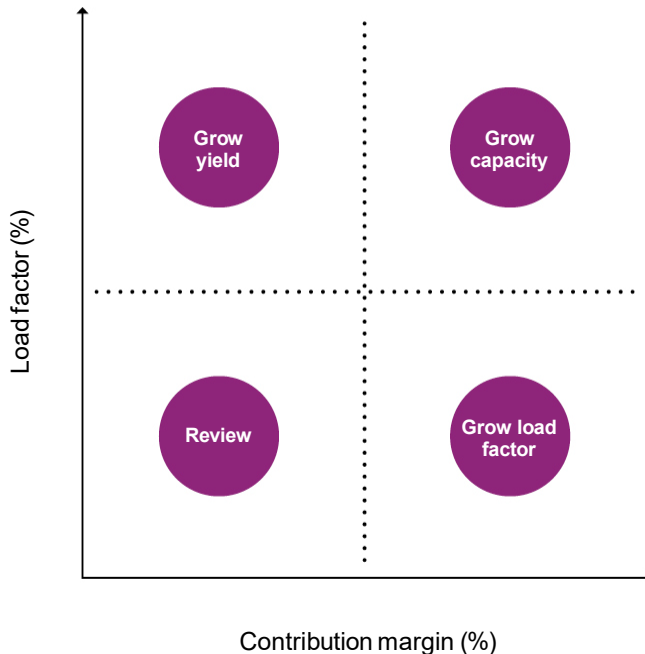 Grow
yield
Grow
capacity
Load factor (%)
Review
Grow load
factor
Contribution margin (%)